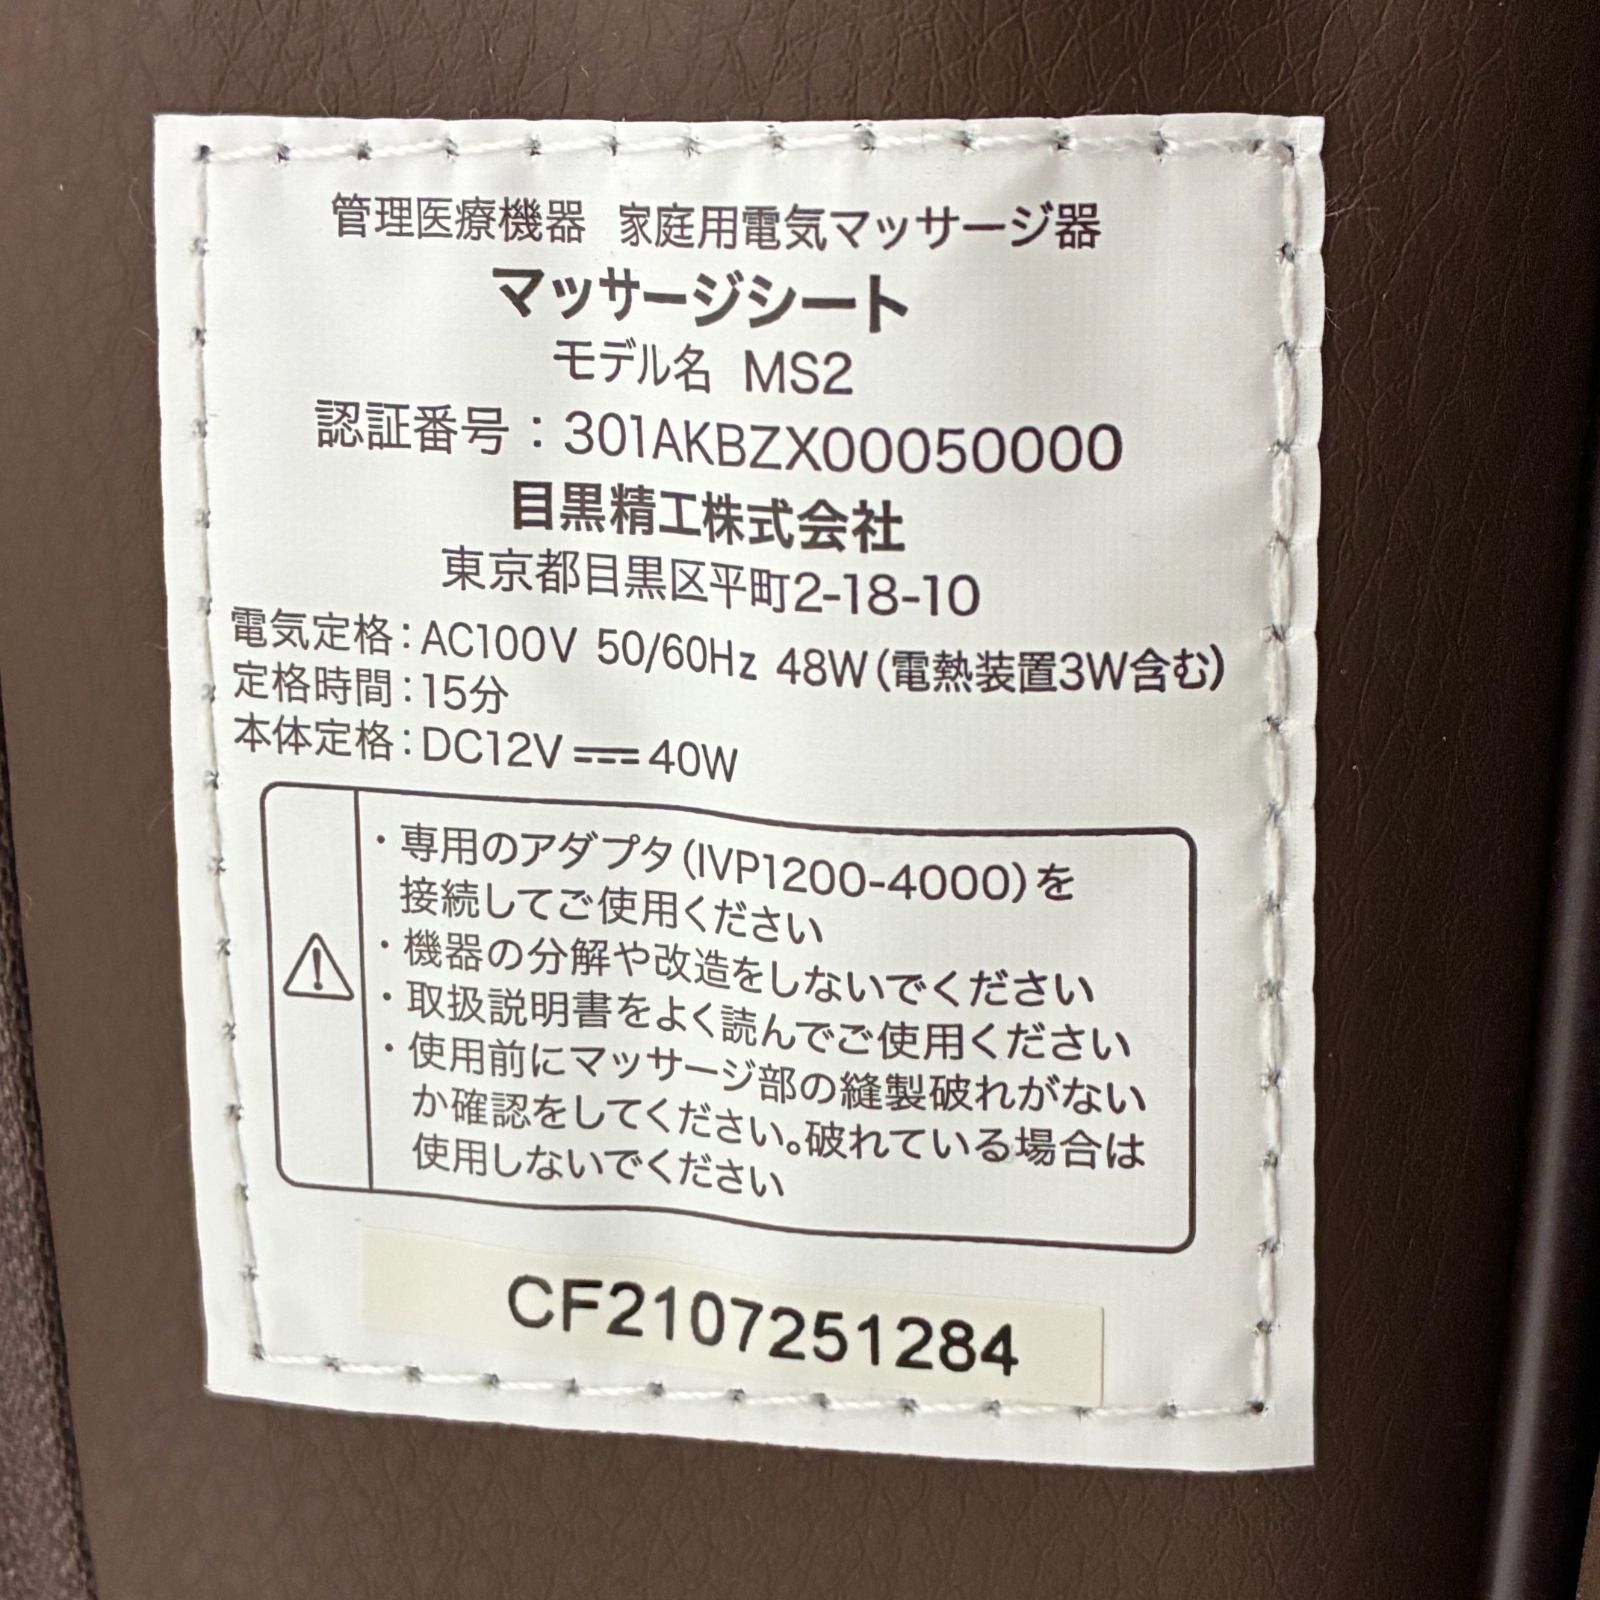 管理医療機器 家庭用電気マッサージ器
マッサージシート
モデル名 MS2
認証番号：301AKBZX00050000
目黒精工株式会社
東京都目黒区平町2-18-10
電気定格：AC100V 50/60Hz 48W（電熱装置3W含む）
定格時間：15分
本体定格：DC12V⎓40W
・専用のアダプタ（IVP1200-4000）を
接続してご使用ください
・機器の分解や改造をしないでください
・取扱説明書をよく読んでご使用ください
・使用前にマッサージ部の縫製破れがない
か確認をしてください。破れている場合は
使用しないでください
CF2107251284